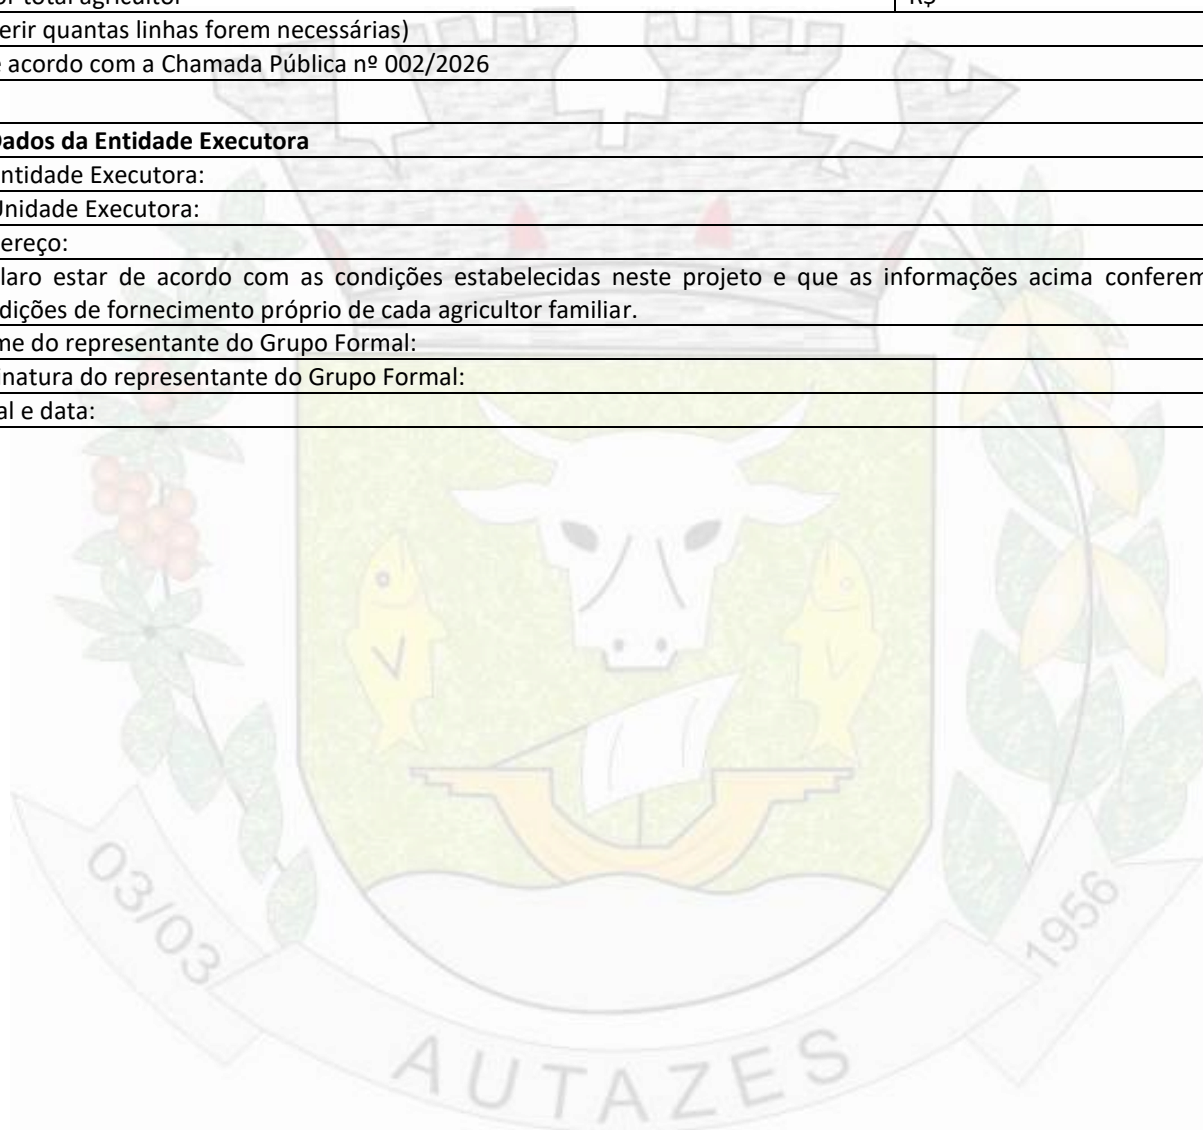 or total agricultor R$
erir quantas linhas forem necessárias)
e acordo com a Chamada Pública nº 002/2026
Dados da Entidade Executora
ntidade Executora:
Unidade Executora:
ereço:
laro estar de acordo com as condições estabelecidas neste projeto e que as informações acima conferem
dições de fornecimento próprio de cada agricultor familiar.
me do representante do Grupo Formal:
inatura do representante do Grupo Formal:
al e data:
03/03
1956
AUTAZES